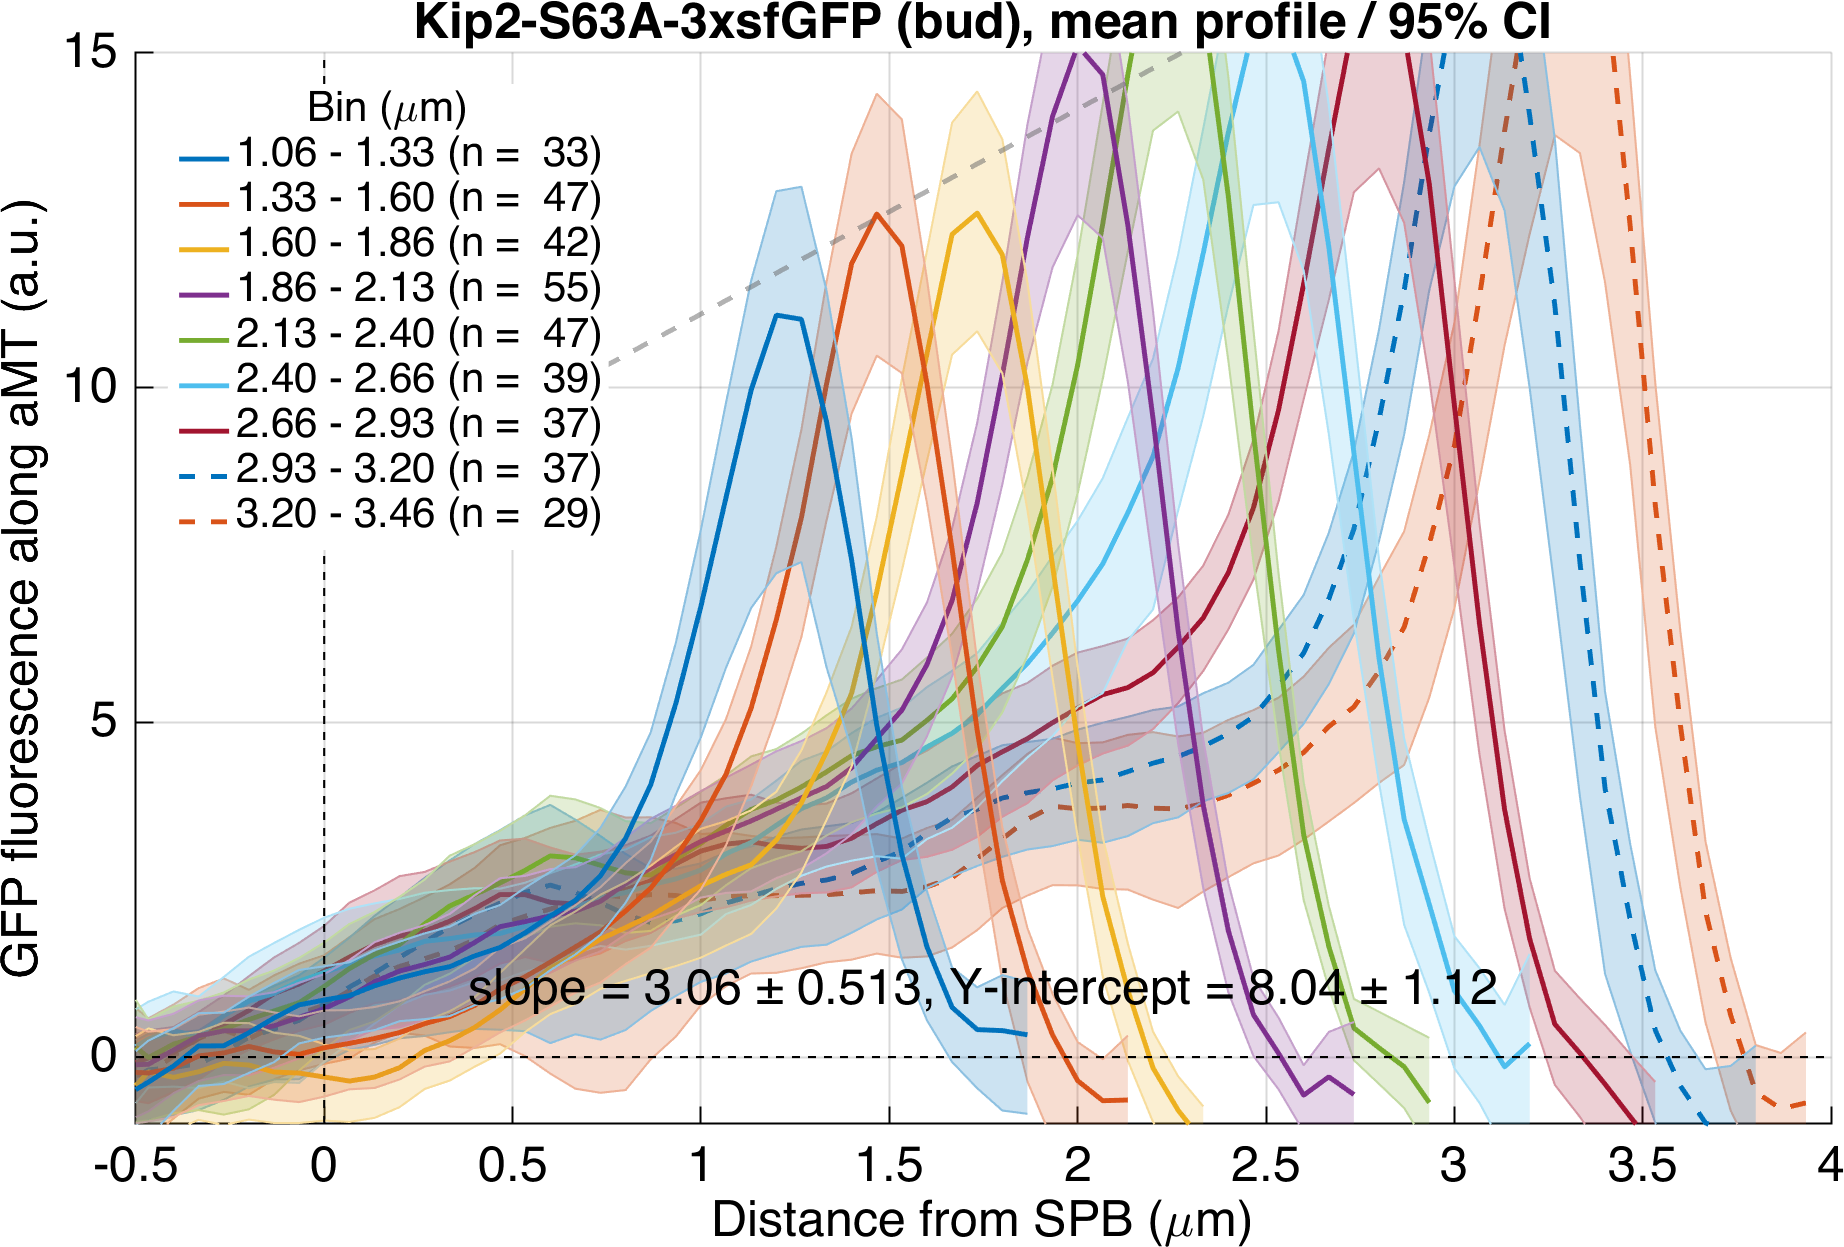 Kip2-S63A-3xsfGFP (bud), mean profile / 95% CI
15
10
5
0
GFP fluorescence along aMT (a.u.)
Bin (μm)
1.06 - 1.33 (n = 33)
1.33 - 1.60 (n = 47)
1.60 - 1.86 (n = 42)
1.86 - 2.13 (n = 55)
2.13 - 2.40 (n = 47)
2.40 - 2.66 (n = 39)
2.66 - 2.93 (n = 37)
2.93 - 3.20 (n = 37)
3.20 - 3.46 (n = 29)
slope = 3.06 ± 0.513, Y-intercept = 8.04 ± 1.12
-0.5 0 0.5 1 1.5 2 2.5 3 3.5 4
Distance from SPB (μm)